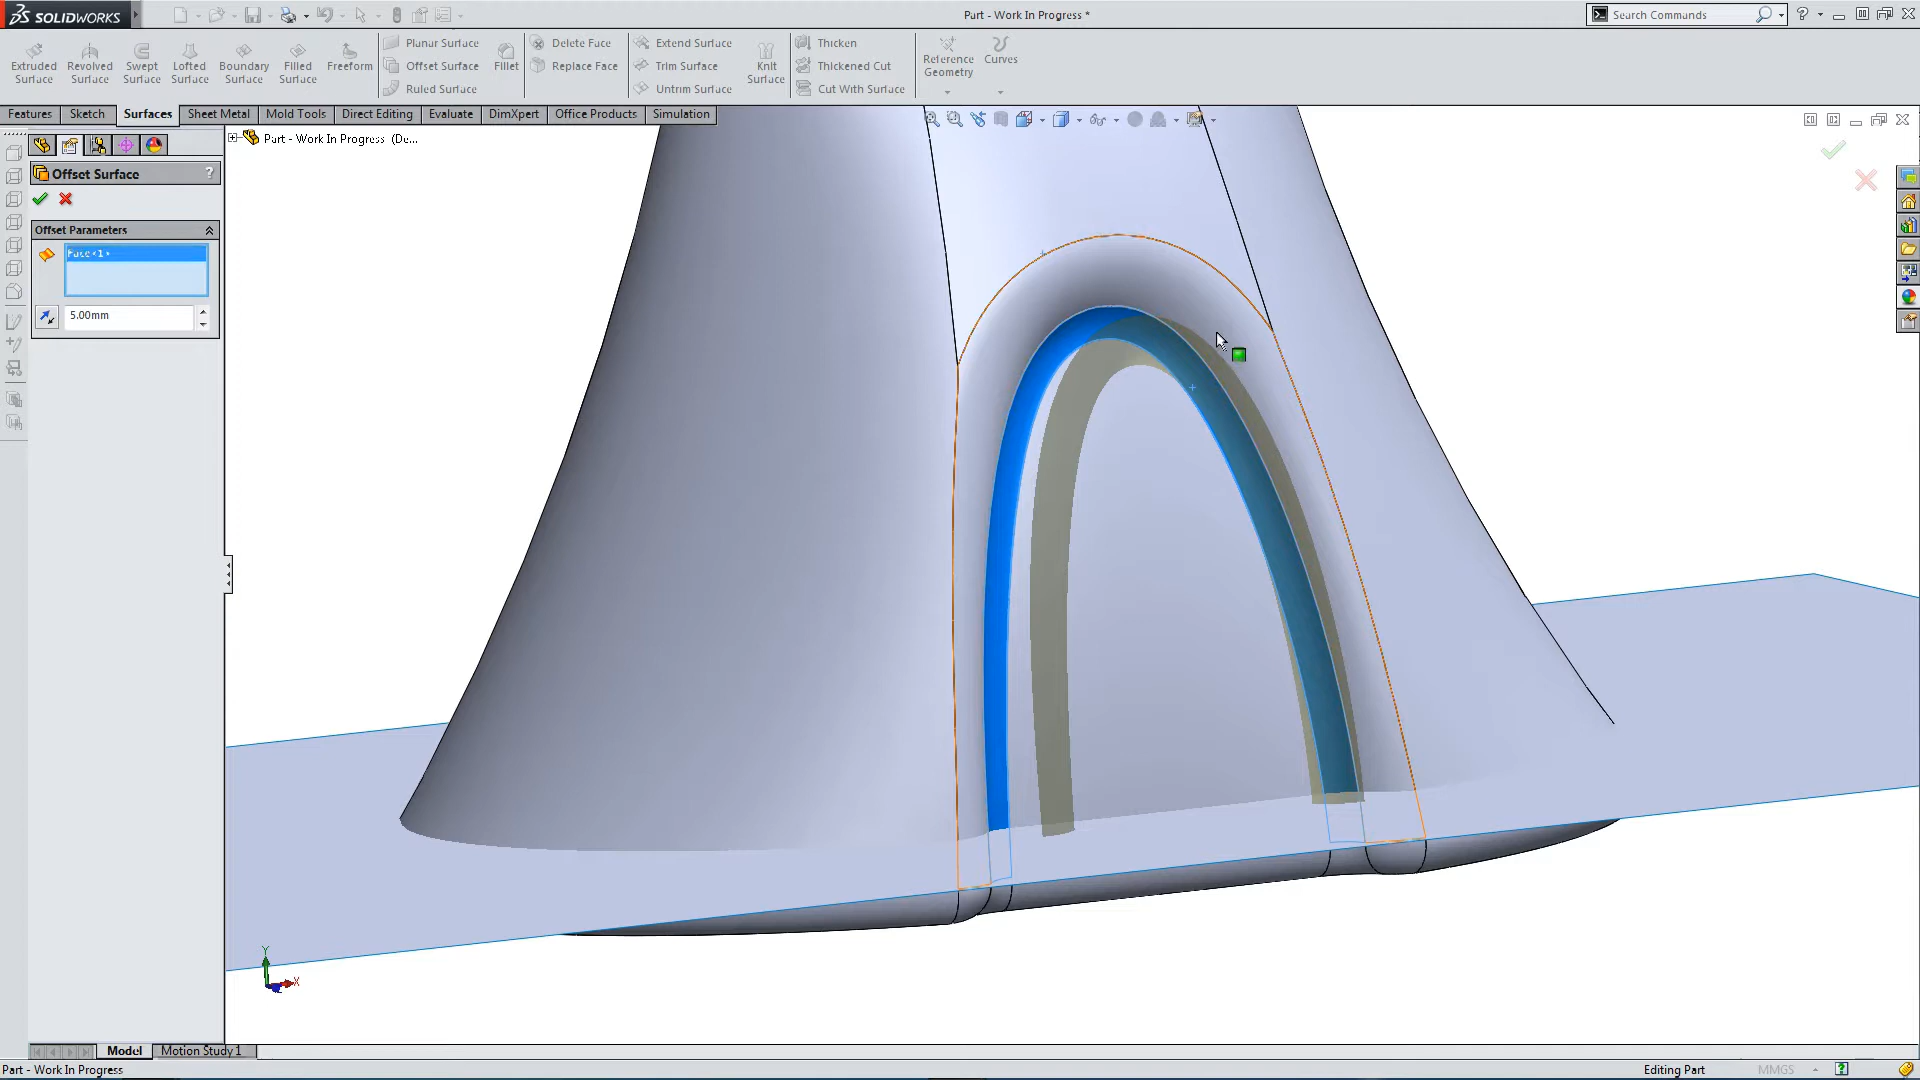 SOLIDWORKS
Part - Work In Progress *
Search Commands
?
Extruded Surface
Revolved Surface
Swept Surface
Lofted Surface
Boundary Surface
Filled Surface
Freeform
Planar Surface
Offset Surface
Ruled Surface
Fillet
Delete Face
Replace Face
Extend Surface
Trim Surface
Untrim Surface
Knit Surface
Thicken
Thickened Cut
Cut With Surface
Reference Geometry
Curves
Features
Sketch
Surfaces
Sheet Metal
Mold Tools
Direct Editing
Evaluate
DimXpert
Office Products
Simulation
Part - Work In Progress (De...
Offset Surface
?
Offset Parameters
Face<1>
5.00mm
Y
X
Model
Motion Study 1
Part - Work In Progress
Editing Part
MMGS
?